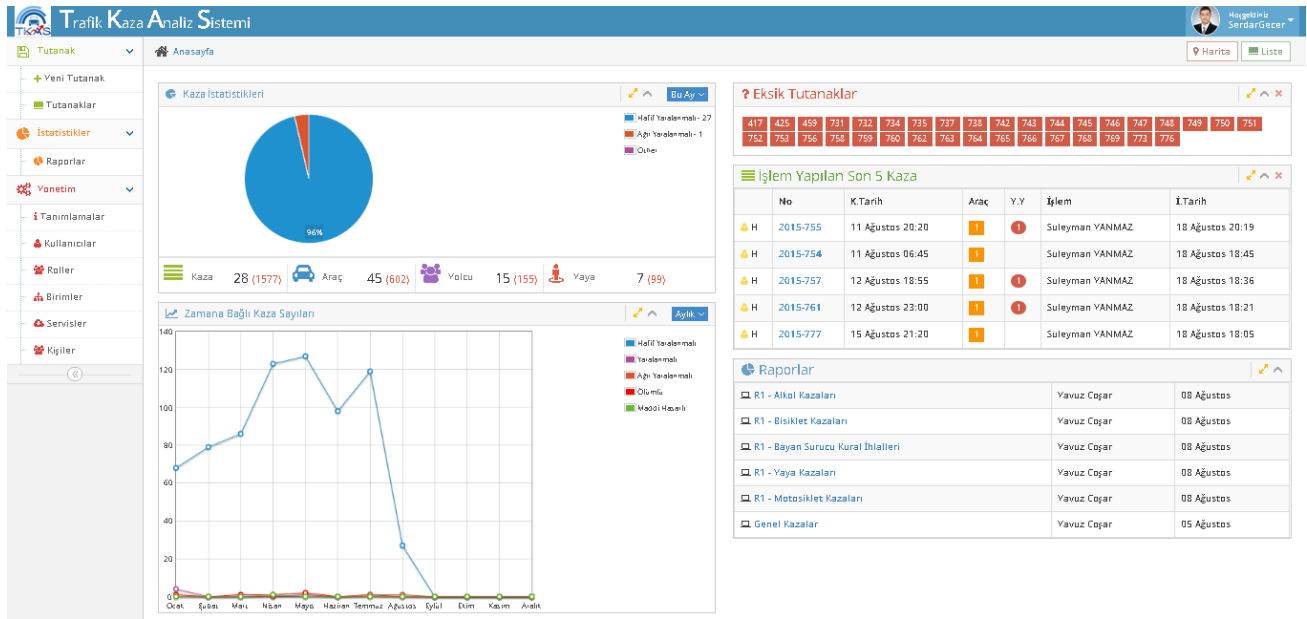 TKAS Trafik Kaza Analiz Sistemi
Hoşgeldiniz
SerdarGecer
Tutanak
Anasayfa
Harita
Liste
Yeni Tutanak
Tutanaklar
İstatistikler
Raporlar
Yonetim
Tanımlamalar
Kullanıcılar
Roller
Birimler
Servisler
Kişiler
Kaza İstatistikleri
Bu Ay
Hafif Yaralanmalı - 27
Ağır Yaralanmalı - 1
Other
96%
Kaza 28 (1577) Araç 45 (602) Yolcu 15 (155) Yaya 7 (99)
Zamana Bağlı Kaza Sayıları
Aylık
Hafif Yaralanmalı
Yaralanmalı
Ağır Yaralanmalı
Ölümlü
Maddi Hasarlı
140
120
100
80
60
40
20
0
Ocak Şubat Mart Nisan Mayıs Haziran Temmuz Ağustos Eylül Ekim Kasım Aralık
? Eksik Tutanaklar
417 425 459 731 732 734 735 737 738 742 743 744 745 746 747 748 749 750 751
752 753 756 758 759 760 762 763 764 765 766 767 768 769 773 776
İşlem Yapılan Son 5 Kaza
No K.Tarih Araç Y.Y İşlem İ.Tarih
H 2015-755 11 Ağustos 20:20 1 1 Suleyman YANMAZ 18 Ağustos 20:19
H 2015-754 11 Ağustos 06:45 1 Suleyman YANMAZ 18 Ağustos 18:45
H 2015-757 12 Ağustos 18:55 1 1 Suleyman YANMAZ 18 Ağustos 18:36
H 2015-761 12 Ağustos 23:00 1 1 Suleyman YANMAZ 18 Ağustos 18:21
H 2015-777 15 Ağustos 21:20 1 Suleyman YANMAZ 18 Ağustos 18:05
Raporlar
R1 - Alkol Kazaları Yavuz Coşar 08 Ağustos
R1 - Bisiklet Kazaları Yavuz Coşar 08 Ağustos
R1 - Bayan Surucu Kural İhlalleri Yavuz Coşar 08 Ağustos
R1 - Yaya Kazaları Yavuz Coşar 08 Ağustos
R1 - Motosiklet Kazaları Yavuz Coşar 08 Ağustos
Genel Kazalar Yavuz Coşar 05 Ağustos